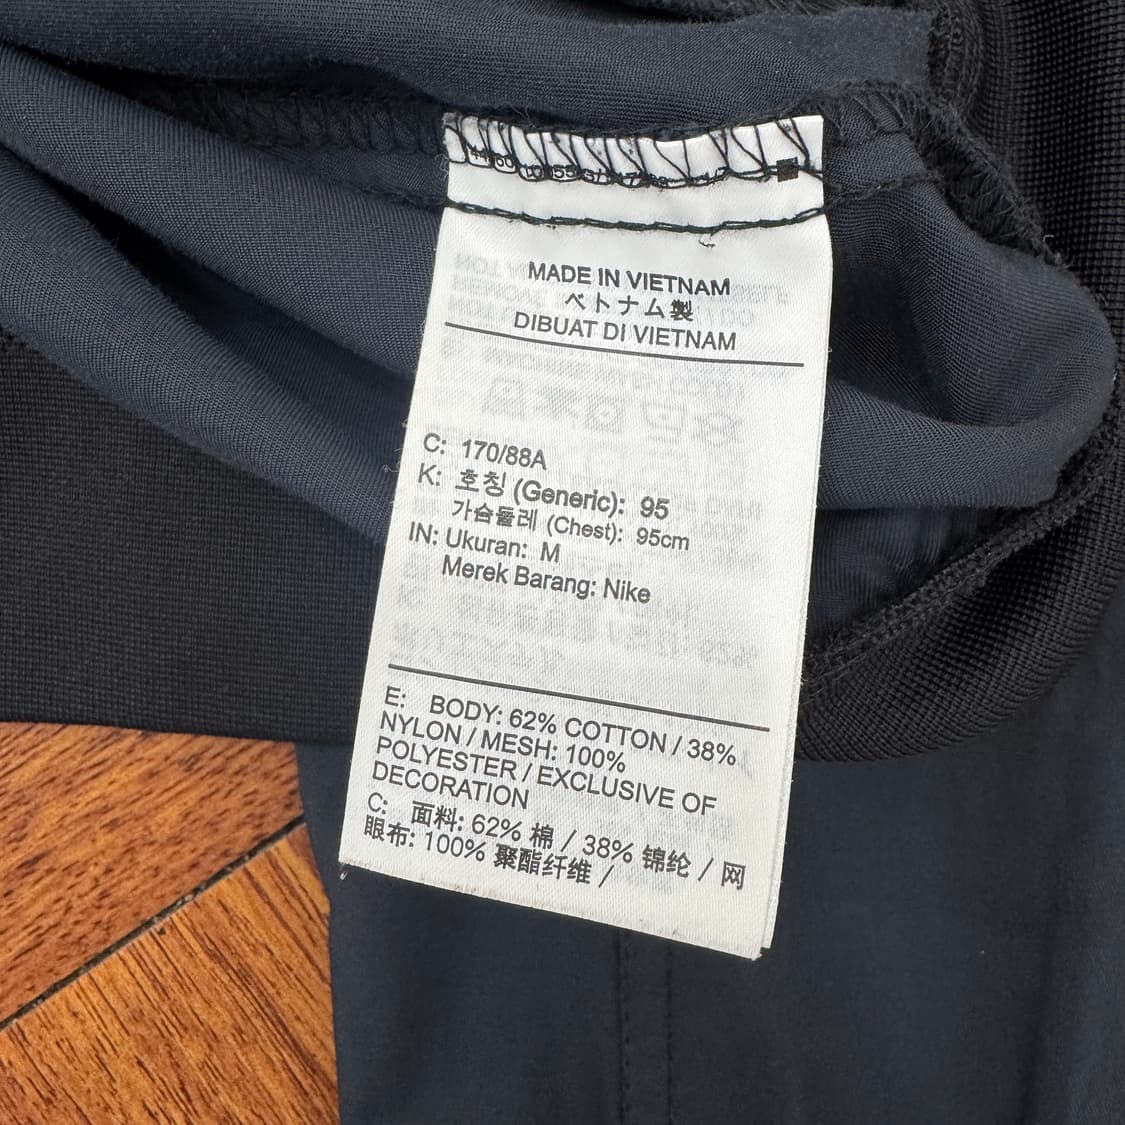 MADE IN VIETNAM
ベトナム製
DIBUAT DI VIETNAM
C: 170/88A
K: 호칭 (Generic): 95
가슴둘레 (Chest): 95cm
IN: Ukuran: M
Merek Barang: Nike
E: BODY: 62% COTTON / 38%
NYLON / MESH: 100%
POLYESTER / EXCLUSIVE OF
DECORATION
C: 面料: 62% 棉 / 38% 锦纶 / 网
眼布: 100% 聚酯纤维 /